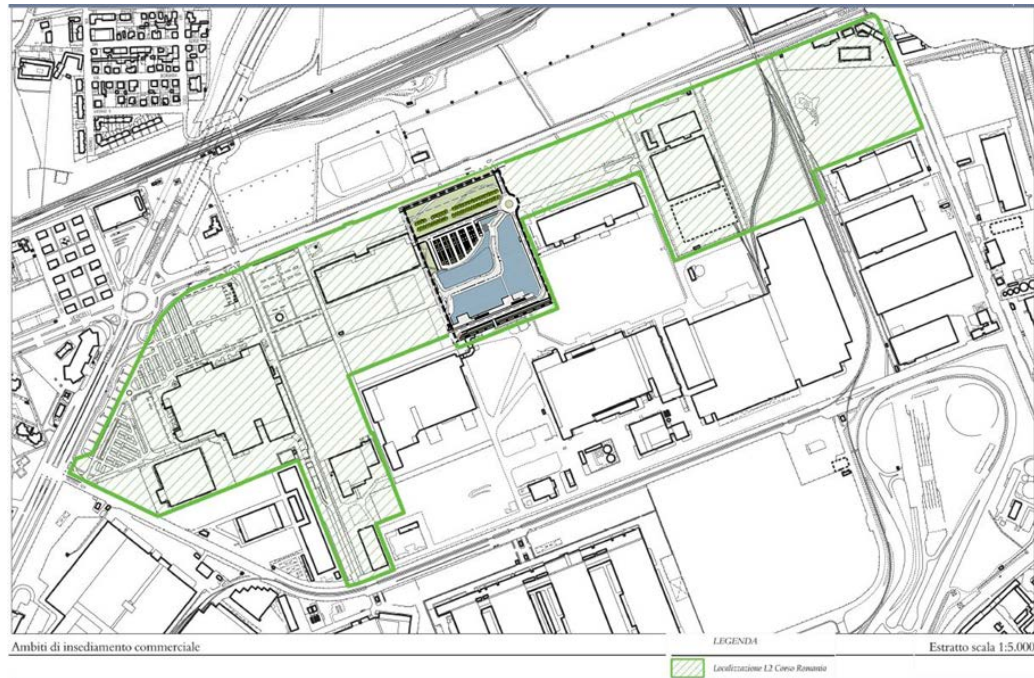 Ambiti di insediamento commerciale
LEGENDA
Estratto scala 1:5.000
Localizzazione L2 Corso Romania